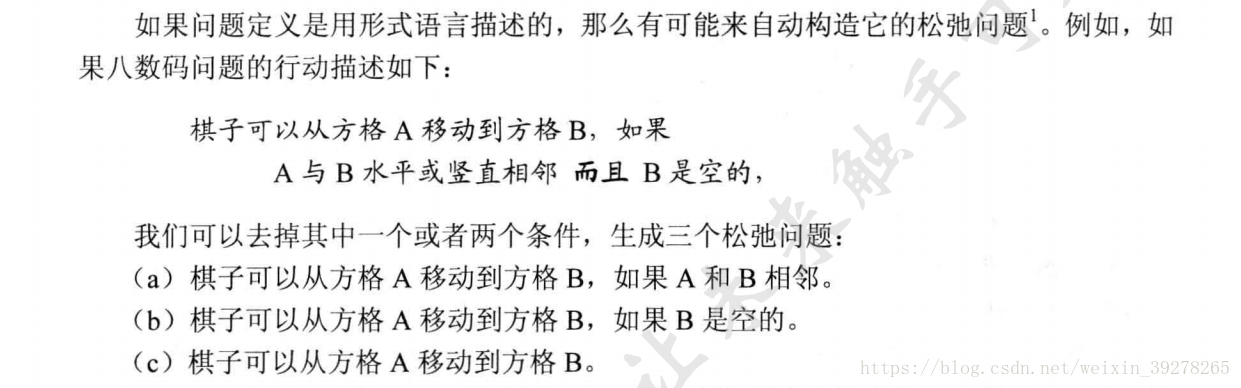 如果问题定义是用形式语言描述的，那么有可能来自动构造它的松弛问题1。例如，如
果八数码问题的行动描述如下：
棋子可以从方格 A 移动到方格 B，如果
A 与 B 水平或竖直相邻 而且 B 是空的，
我们可以去掉其中一个或者两个条件，生成三个松弛问题：
（a）棋子可以从方格 A 移动到方格 B，如果 A 和 B 相邻。
（b）棋子可以从方格 A 移动到方格 B，如果 B 是空的。
（c）棋子可以从方格 A 移动到方格 B。
让未来触手可
https://blog.csdn.net/weixin_39278265